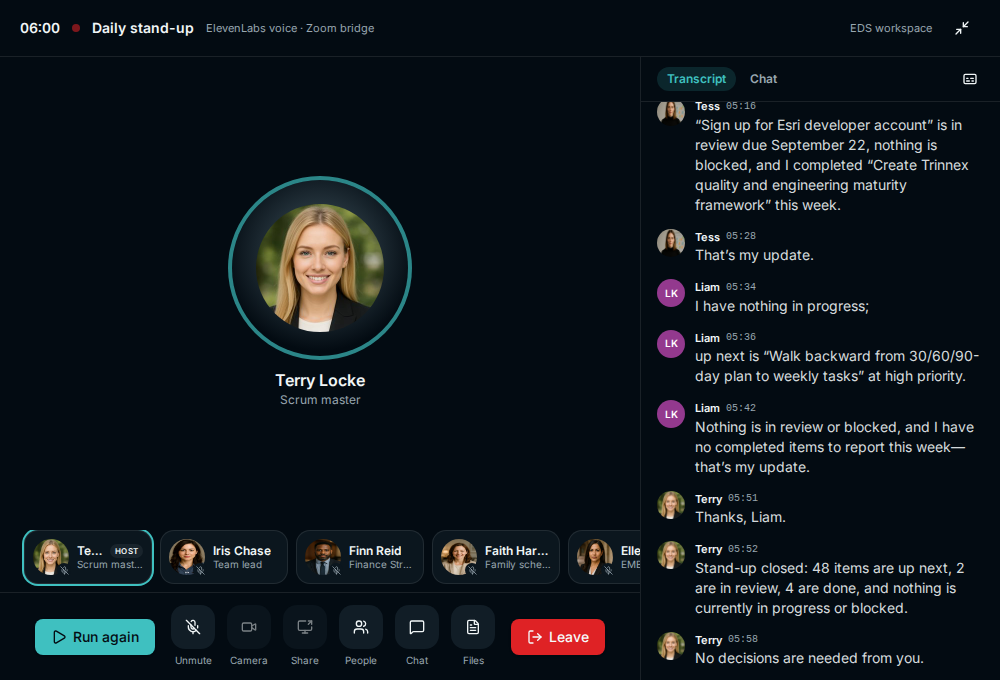 06:00 Daily stand-up ElevenLabs voice · Zoom bridge
EDS workspace
Terry Locke
Scrum master
Te... HOST
Scrum mast...
Iris Chase
Team lead
Finn Reid
Finance Str...
Faith Har...
Family sche...
Elle
EME
Run again
Unmute
Camera
Share
People
Chat
Files
Leave
Transcript Chat
Tess 05:16
“Sign up for Esri developer account” is in
review due September 22, nothing is
blocked, and I completed “Create Trinnex
quality and engineering maturity
framework” this week.
Tess 05:28
That’s my update.
LK
Liam 05:34
I have nothing in progress;
LK
Liam 05:36
up next is “Walk backward from 30/60/90-
day plan to weekly tasks” at high priority.
LK
Liam 05:42
Nothing is in review or blocked, and I have
no completed items to report this week—
that’s my update.
Terry 05:51
Thanks, Liam.
Terry 05:52
Stand-up closed: 48 items are up next, 2
are in review, 4 are done, and nothing is
currently in progress or blocked.
Terry 05:58
No decisions are needed from you.